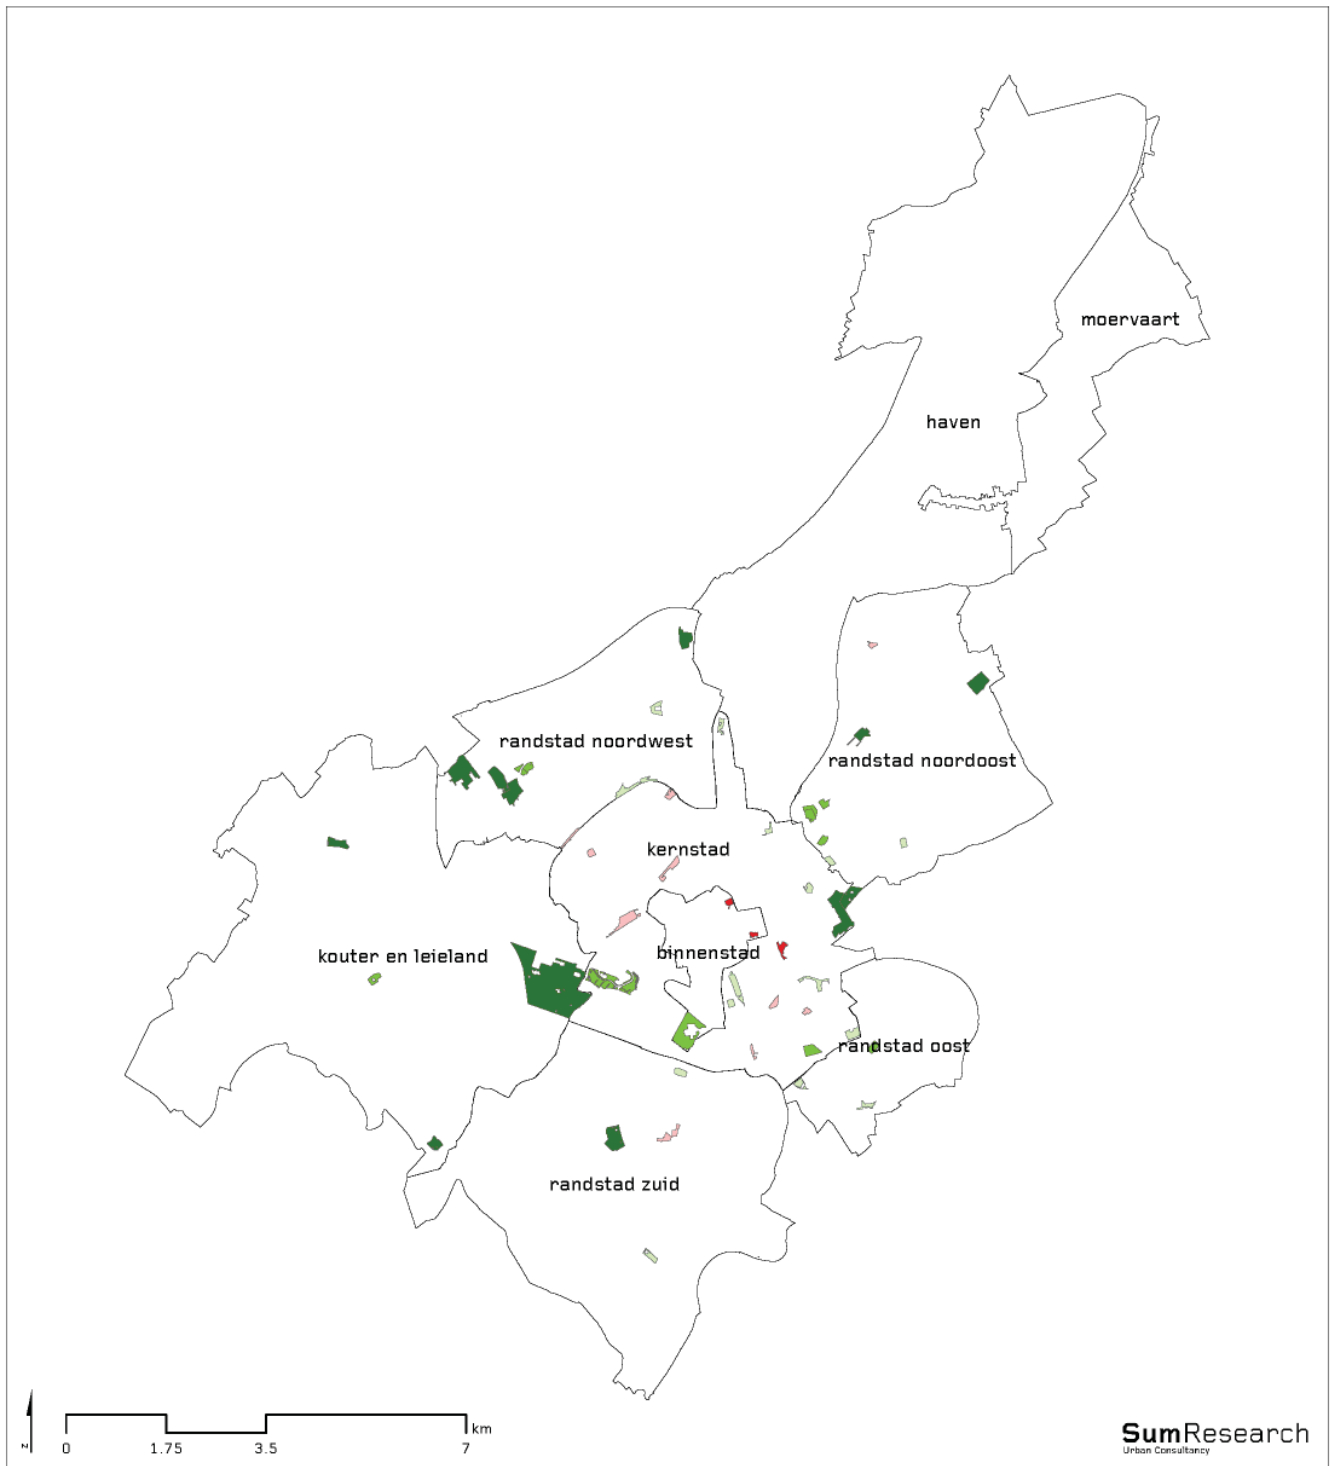 moervaart
haven
randstad noordwest
randstad noordoost
kernstad
binnenstad
kouter en leieland
randstad oost
randstad zuid
N
km
0 1.75 3.5 7
SumResearch
Urban Consultancy